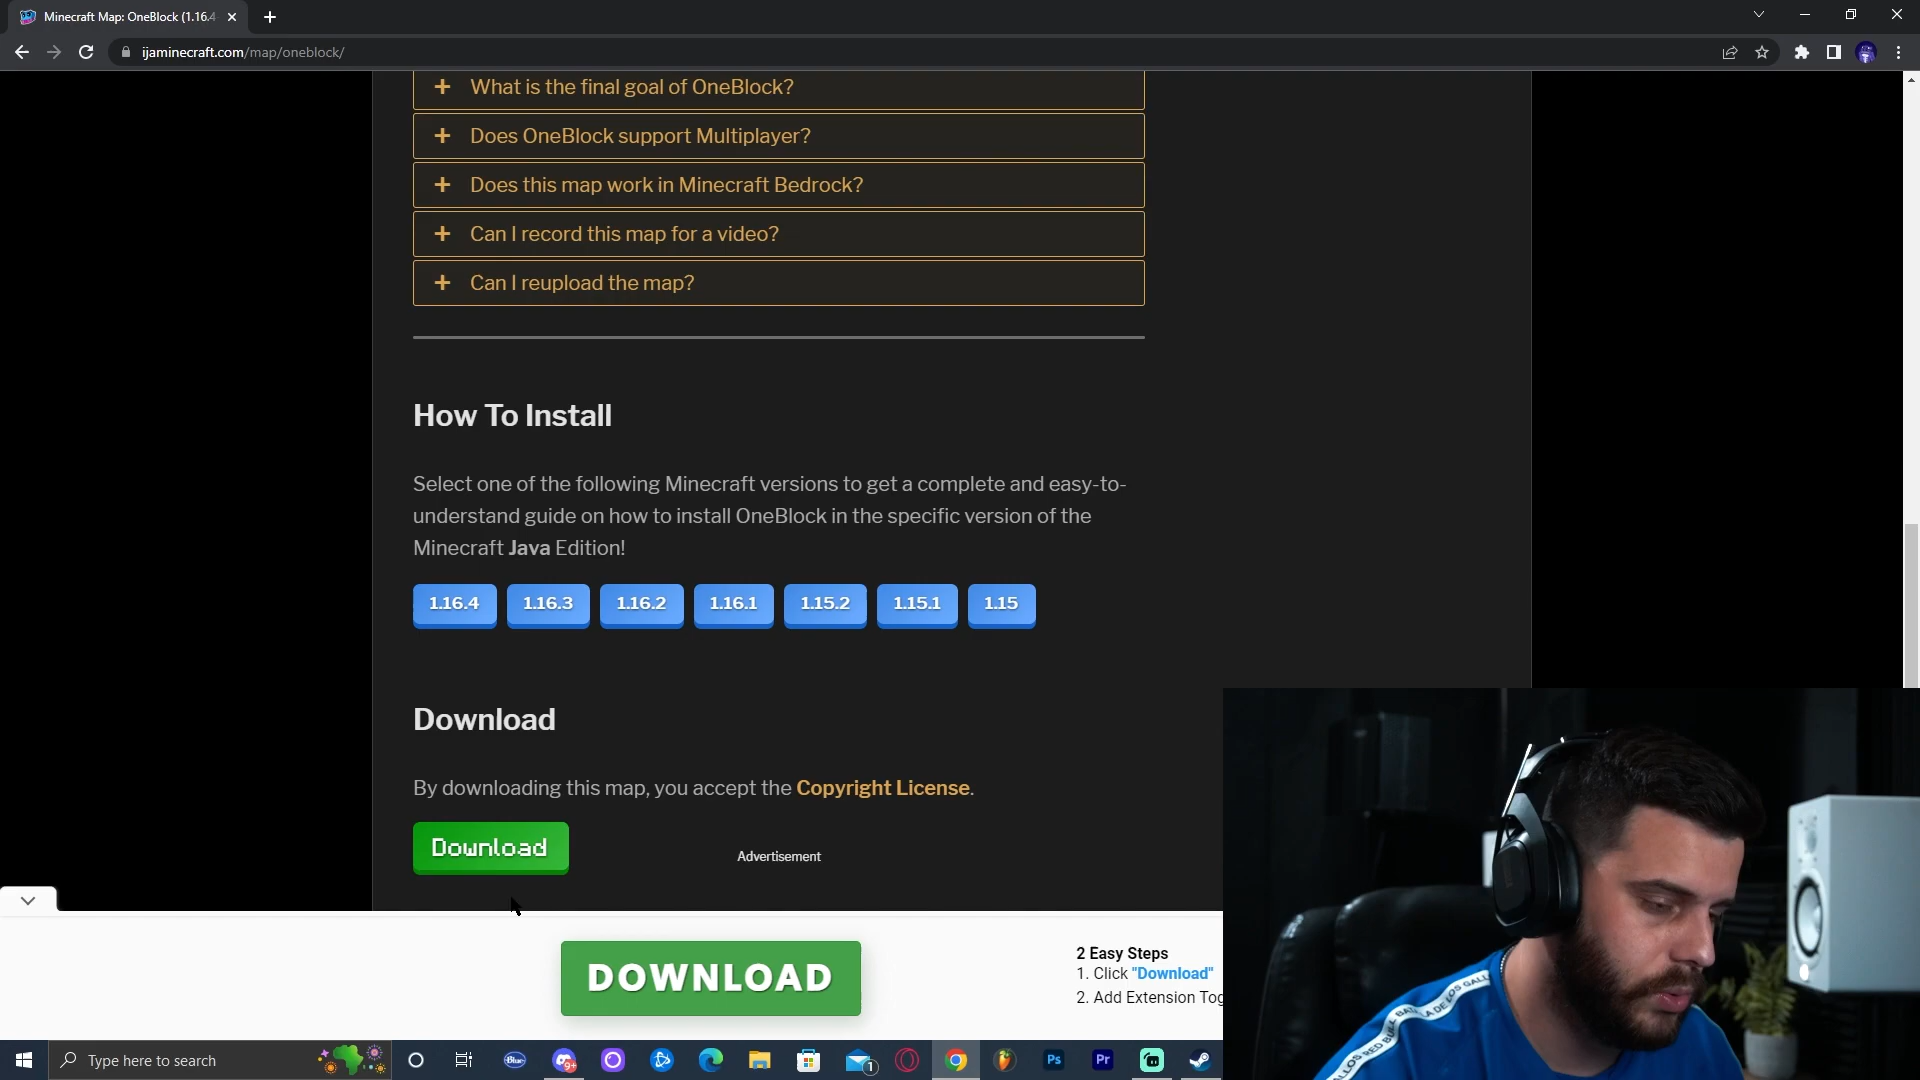 Minecraft Map: OneBlock (1.16.4
ijaminecraft.com/map/oneblock/
+ What is the final goal of OneBlock?
+ Does OneBlock support Multiplayer?
+ Does this map work in Minecraft Bedrock?
+ Can I record this map for a video?
+ Can I reupload the map?
How To Install
Select one of the following Minecraft versions to get a complete and easy-to-
understand guide on how to install OneBlock in the specific version of the
Minecraft Java Edition!
1.16.4 1.16.3 1.16.2 1.16.1 1.15.2 1.15.1 1.15
Download
By downloading this map, you accept the Copyright License.
Download
Advertisement
DOWNLOAD
2 Easy Steps
1. Click "Download"
2. Add Extension Tog
Type here to search
Blue
9+
1
Ps
Pr